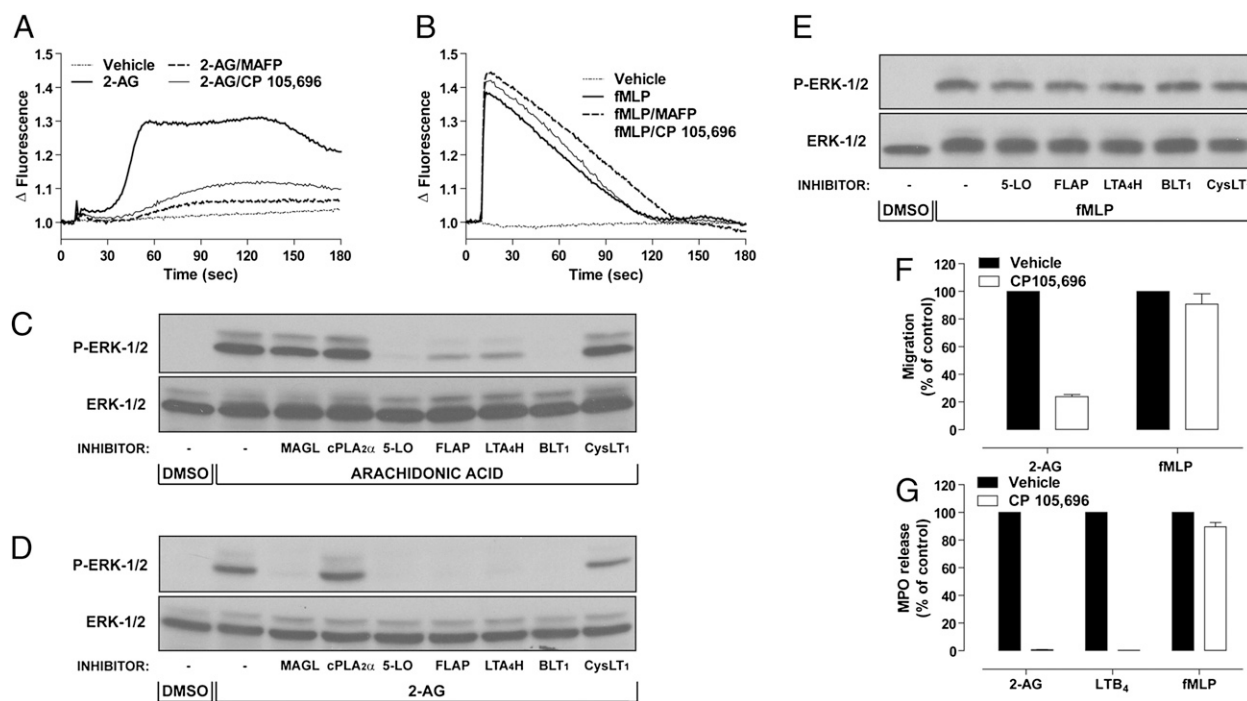 A
1.5
1.4
1.3
1.2
1.1
1.0
Δ Fluorescence
Vehicle
2-AG
2-AG/MAFP
2-AG/CP 105,696
0 30 60 90 120 150 180
Time (sec)
B
1.5
1.4
1.3
1.2
1.1
1.0
Δ Fluorescence
Vehicle
fMLP
fMLP/MAFP
fMLP/CP 105,696
0 30 60 90 120 150 180
Time (sec)
C
P-ERK-1/2
ERK-1/2
INHIBITOR: - - MAGL cPLA2α 5-LO FLAP LTA4H BLT1 CysLT1
DMSO ARACHIDONIC ACID
D
P-ERK-1/2
ERK-1/2
INHIBITOR: - - MAGL cPLA2α 5-LO FLAP LTA4H BLT1 CysLT1
DMSO 2-AG
E
P-ERK-1/2
ERK-1/2
INHIBITOR: - - 5-LO FLAP LTA4H BLT1 CysLT
DMSO fMLP
F
Vehicle
CP105,696
120
100
80
60
40
20
0
Migration
(% of control)
2-AG fMLP
G
Vehicle
CP 105,696
120
100
80
60
40
20
0
MPO release
(% of control)
2-AG LTB4 fMLP